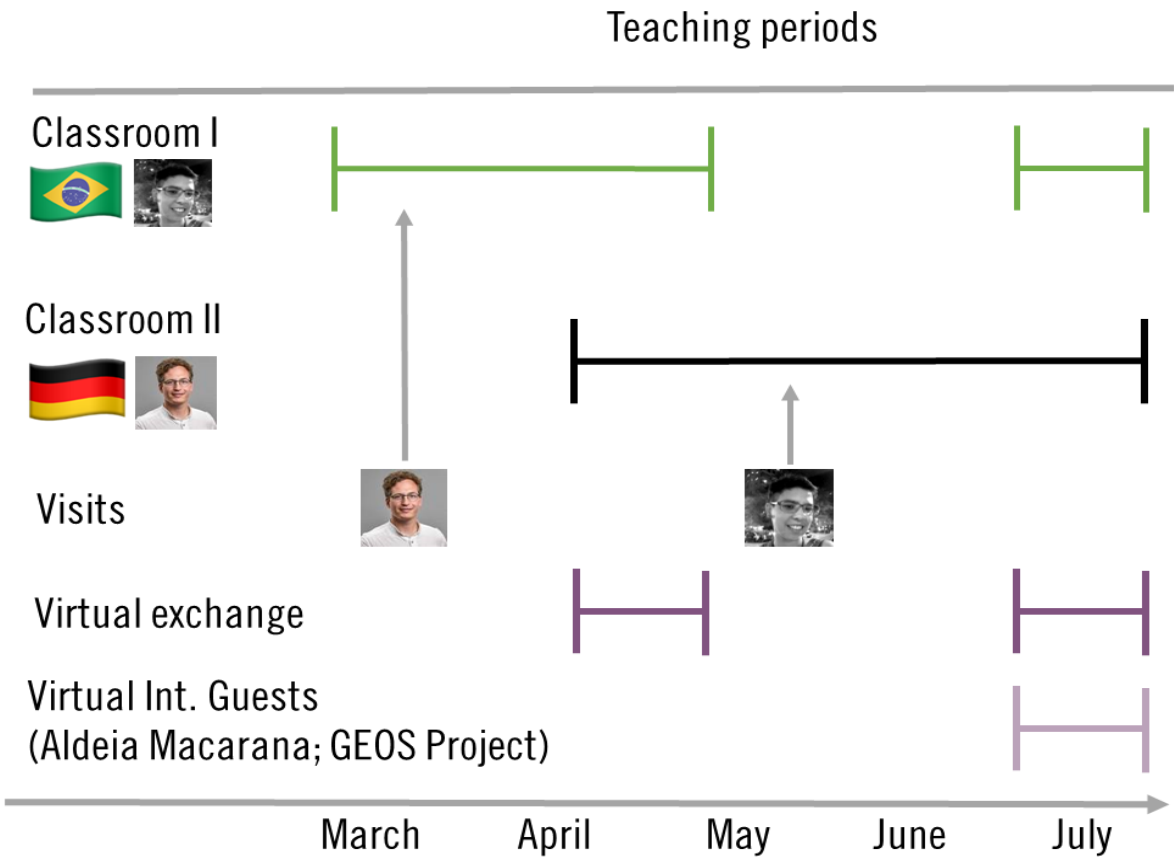 Teaching periods
Classroom I
Classroom II
Visits
Virtual exchange
Virtual Int. Guests
(Aldeia Macarana; GEOS Project)
March April May June July